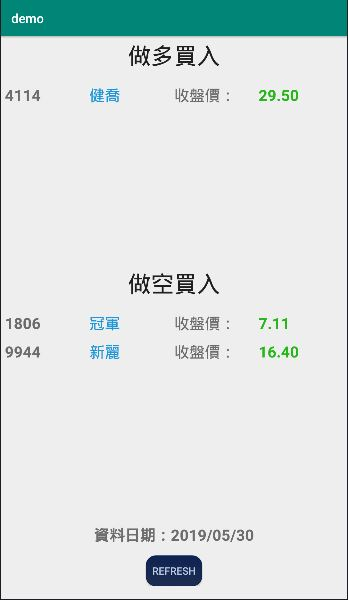 demo
做多買入
4114 健喬 收盤價： 29.50
做空買入
1806 冠軍 收盤價： 7.11
9944 新麗 收盤價： 16.40
資料日期：2019/05/30
REFRESH